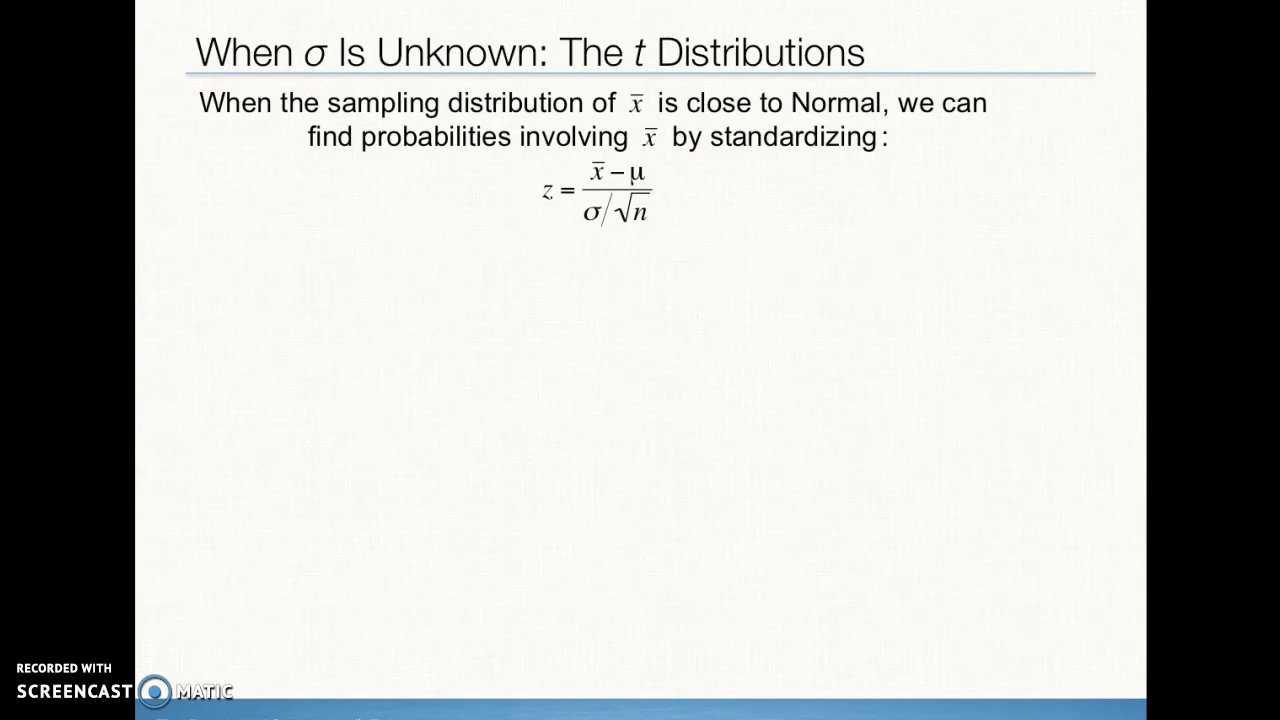 When σ Is Unknown: The t Distributions
When the sampling distribution of x̄ is close to Normal, we can
find probabilities involving x̄ by standardizing:
z = (x̄ − μ) / (σ/√n)
RECORDED WITH
SCREENCAST MATIC